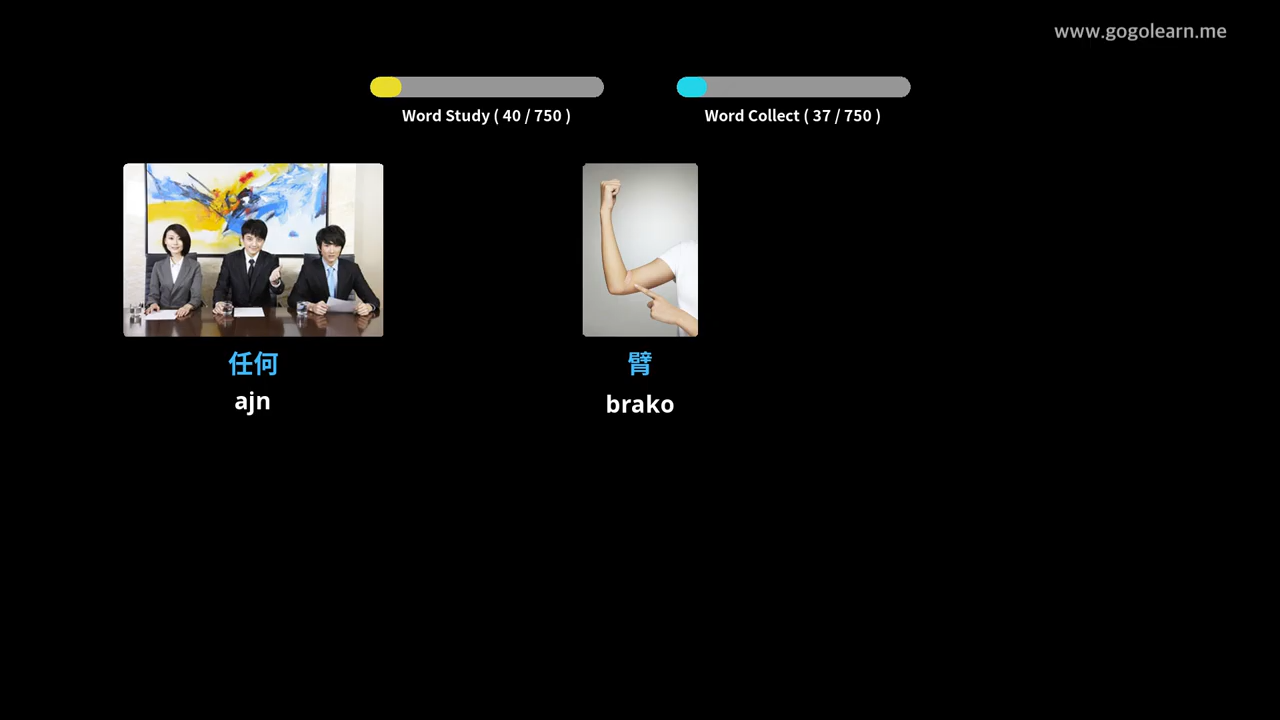 www.gogolearn.me
Word Study ( 40 / 750 )
Word Collect ( 37 / 750 )
任何
ajn
臂
brako